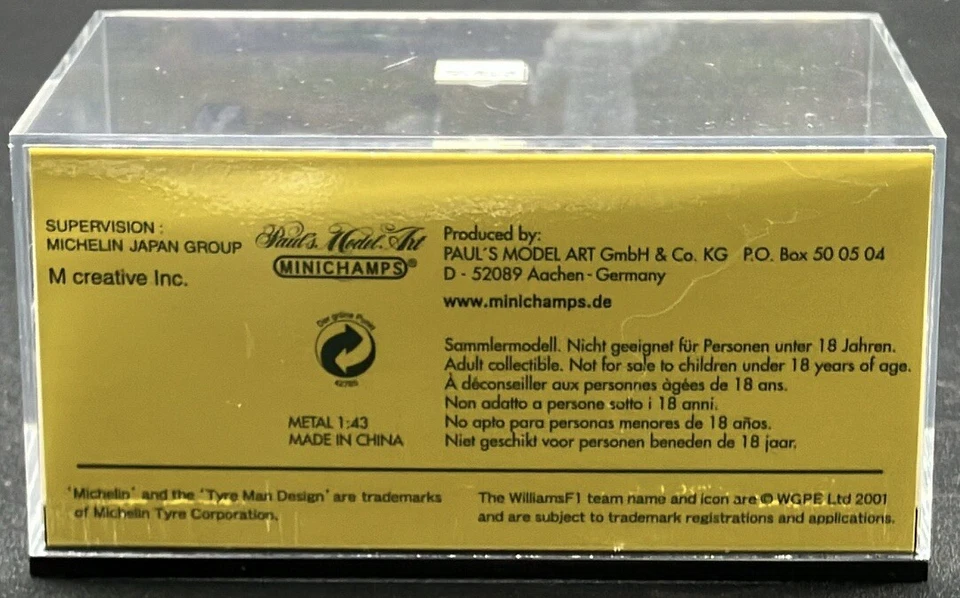 SUPERVISION :
MICHELIN JAPAN GROUP
M creative Inc.
Paul's Model Art
MINICHAMPS®
Der grüne Punkt
42765
METAL 1:43
MADE IN CHINA
Produced by:
PAUL´S MODEL ART GmbH & Co. KG P.O. Box 50 05 04
D - 52089 Aachen - Germany
www.minichamps.de
Sammlermodell. Nicht geeignet für Personen unter 18 Jahren.
Adult collectible. Not for sale to children under 18 years of age.
À déconseiller aux personnes àgées de 18 ans.
Non adatto a persone sotto i 18 anni.
No apto para personas menores de 18 años.
Niet geschikt voor personen beneden de 18 jaar.
'Michelin' and the 'Tyre Man Design' are trademarks
of Michelin Tyre Corporation.
The WilliamsF1 team name and icon are © WGPE Ltd 2001
and are subject to trademark registrations and applications.